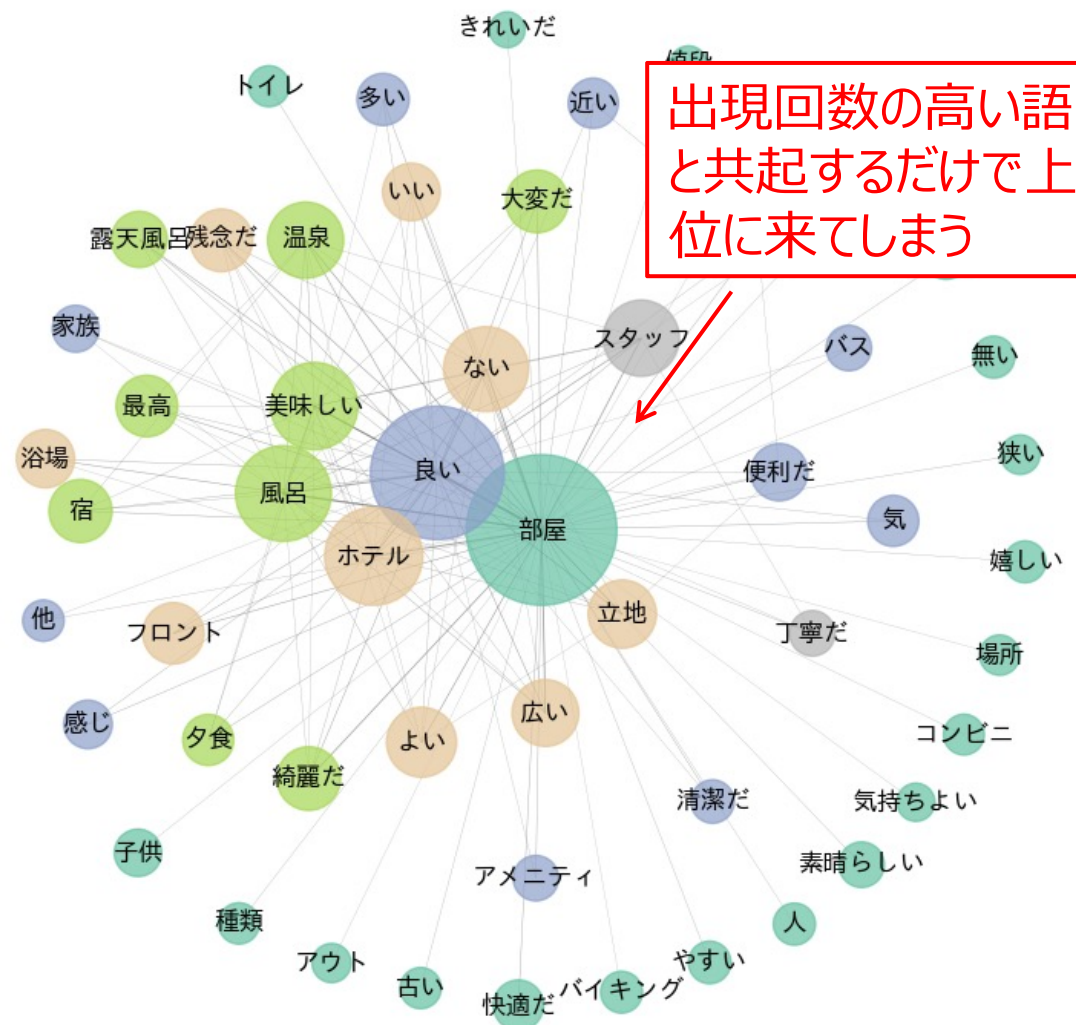 きれいだ
トイレ
多い
近い
値段
出現回数の高い語
と共起するだけで上
位に来てしまう
いい
大変だ
露天風呂
残念だ
温泉
家族
ない
スタッフ
バス
無い
最高
美味しい
浴場
宿
風呂
良い
便利だ
狭い
気
部屋
ホテル
嬉しい
他
フロント
立地
丁寧だ
場所
感じ
夕食
よい
広い
コンビニ
綺麗だ
清潔だ
気持ちよい
子供
アメニティ
素晴らしい
種類
人
アウト
古い
快適だ
バイキング
やすい